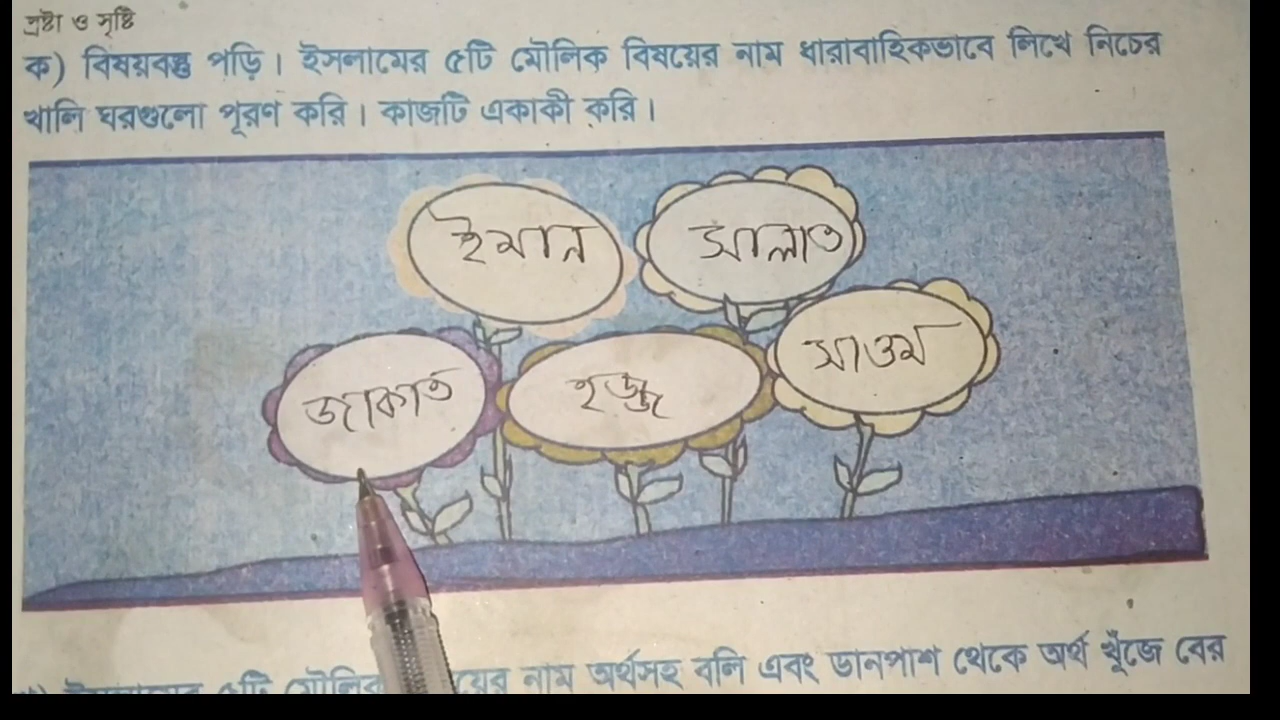 স্রষ্টা ও সৃষ্টি
ক) বিষয়বস্তু পড়ি। ইসলামের ৫টি মৌলিক বিষয়ের নাম ধারাবাহিকভাবে লিখে নিচের
খালি ঘরগুলো পূরণ করি। কাজটি একাকী করি।
ইমান
সালাত
সাওম
হজ্জ
জাকাত
৫টি নাম অর্থসহ বলি এবং ডানপাশ থেকে অর্থ খুঁজে বের